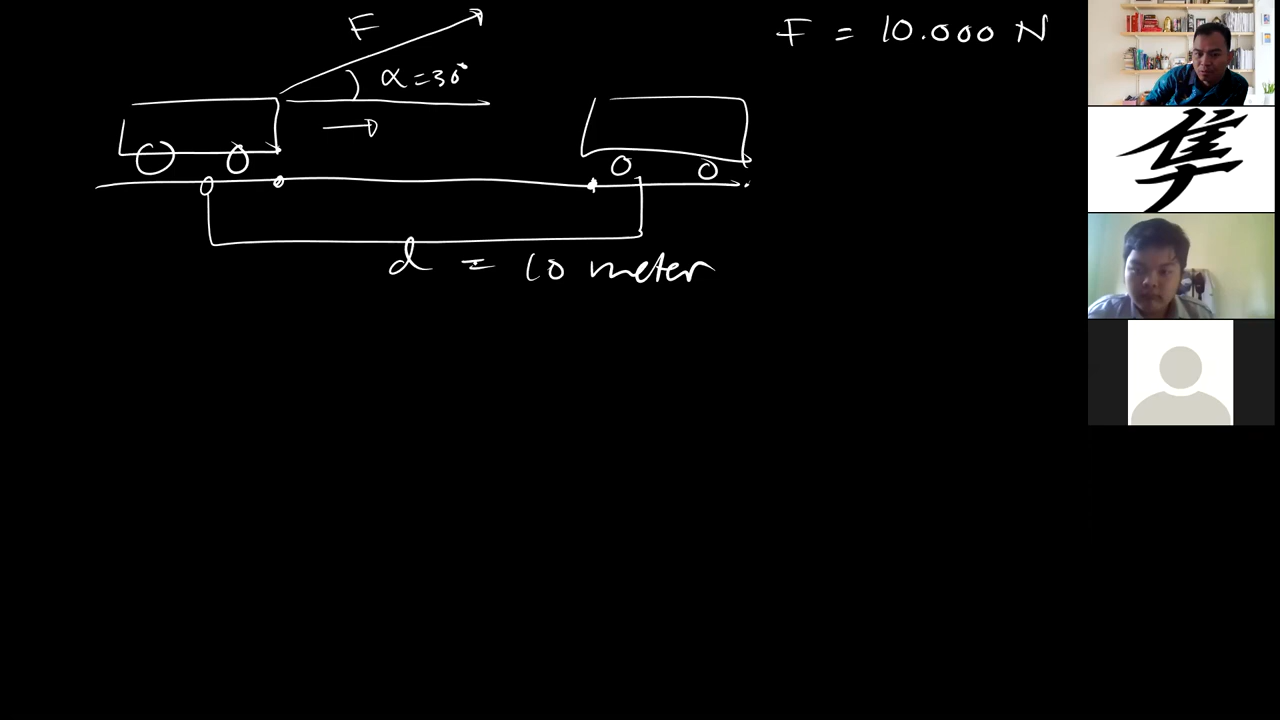 F
α = 30°
F = 10.000 N
d = 10 meter
隼